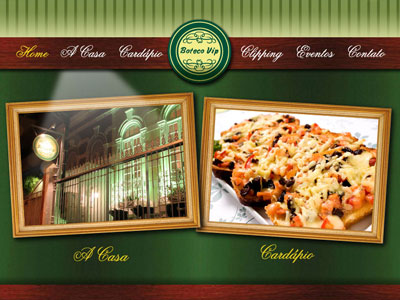 Home A Casa Cardápio Boteco Vip Clipping Eventos Contato
A Casa Cardápio